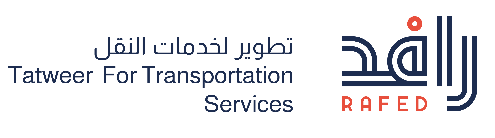 تطوير لخدمات النقل
Tatweer For Transportation
Services
رافد
RAFED